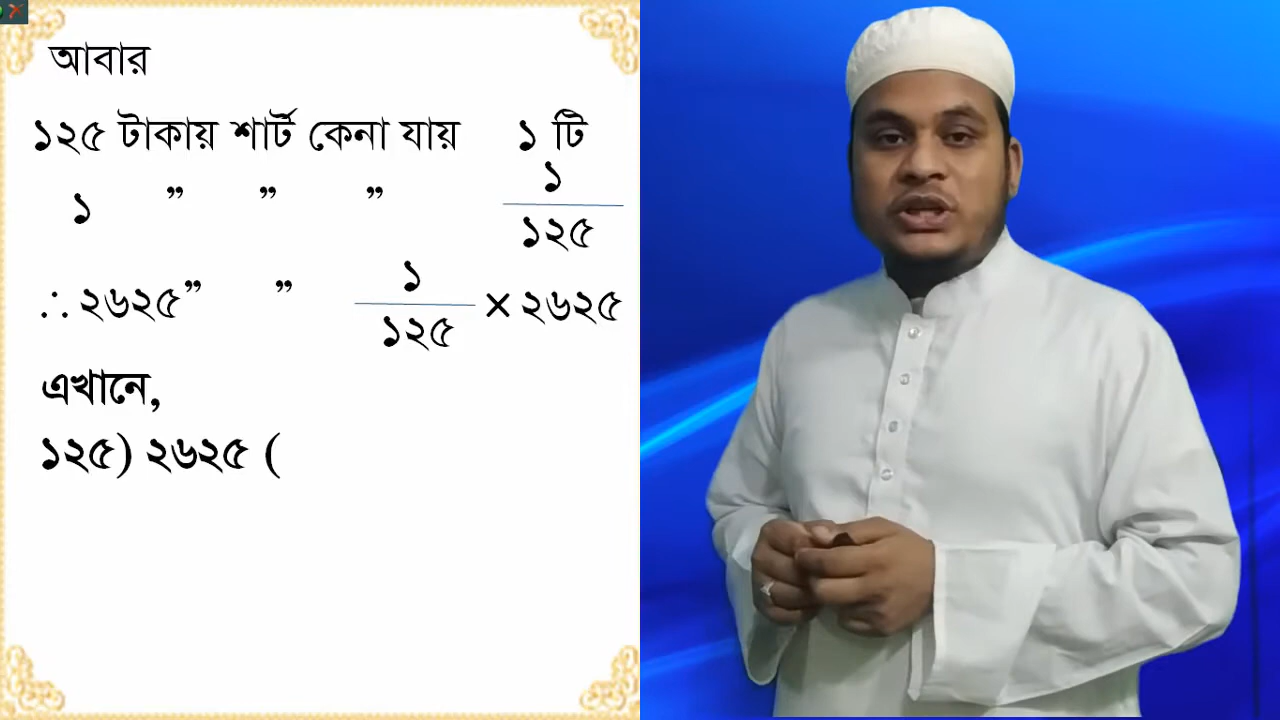 আবার
১২৫ টাকায় শার্ট কেনা যায় ১ টি
১ ” ” ” ১/১২৫
∴ ২৬২৫ ” ” ১/১২৫ × ২৬২৫
এখানে,
১২৫) ২৬২৫ (